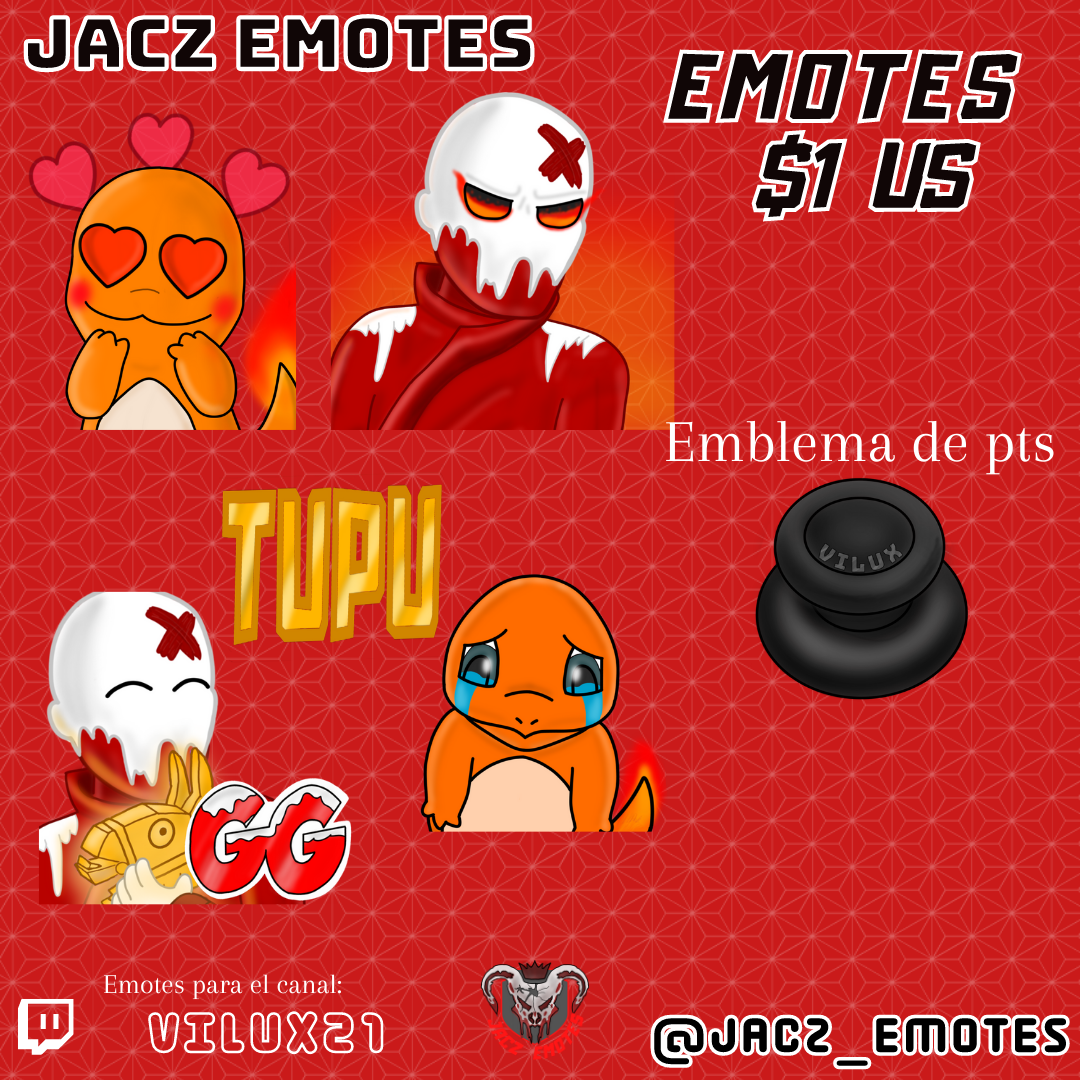 JACZ EMOTES
EMOTES
$1 US
Emblema de pts
VILUX
TUPU
GG
Emotes para el canal:
VILUX21
@JACZ_EMOTES